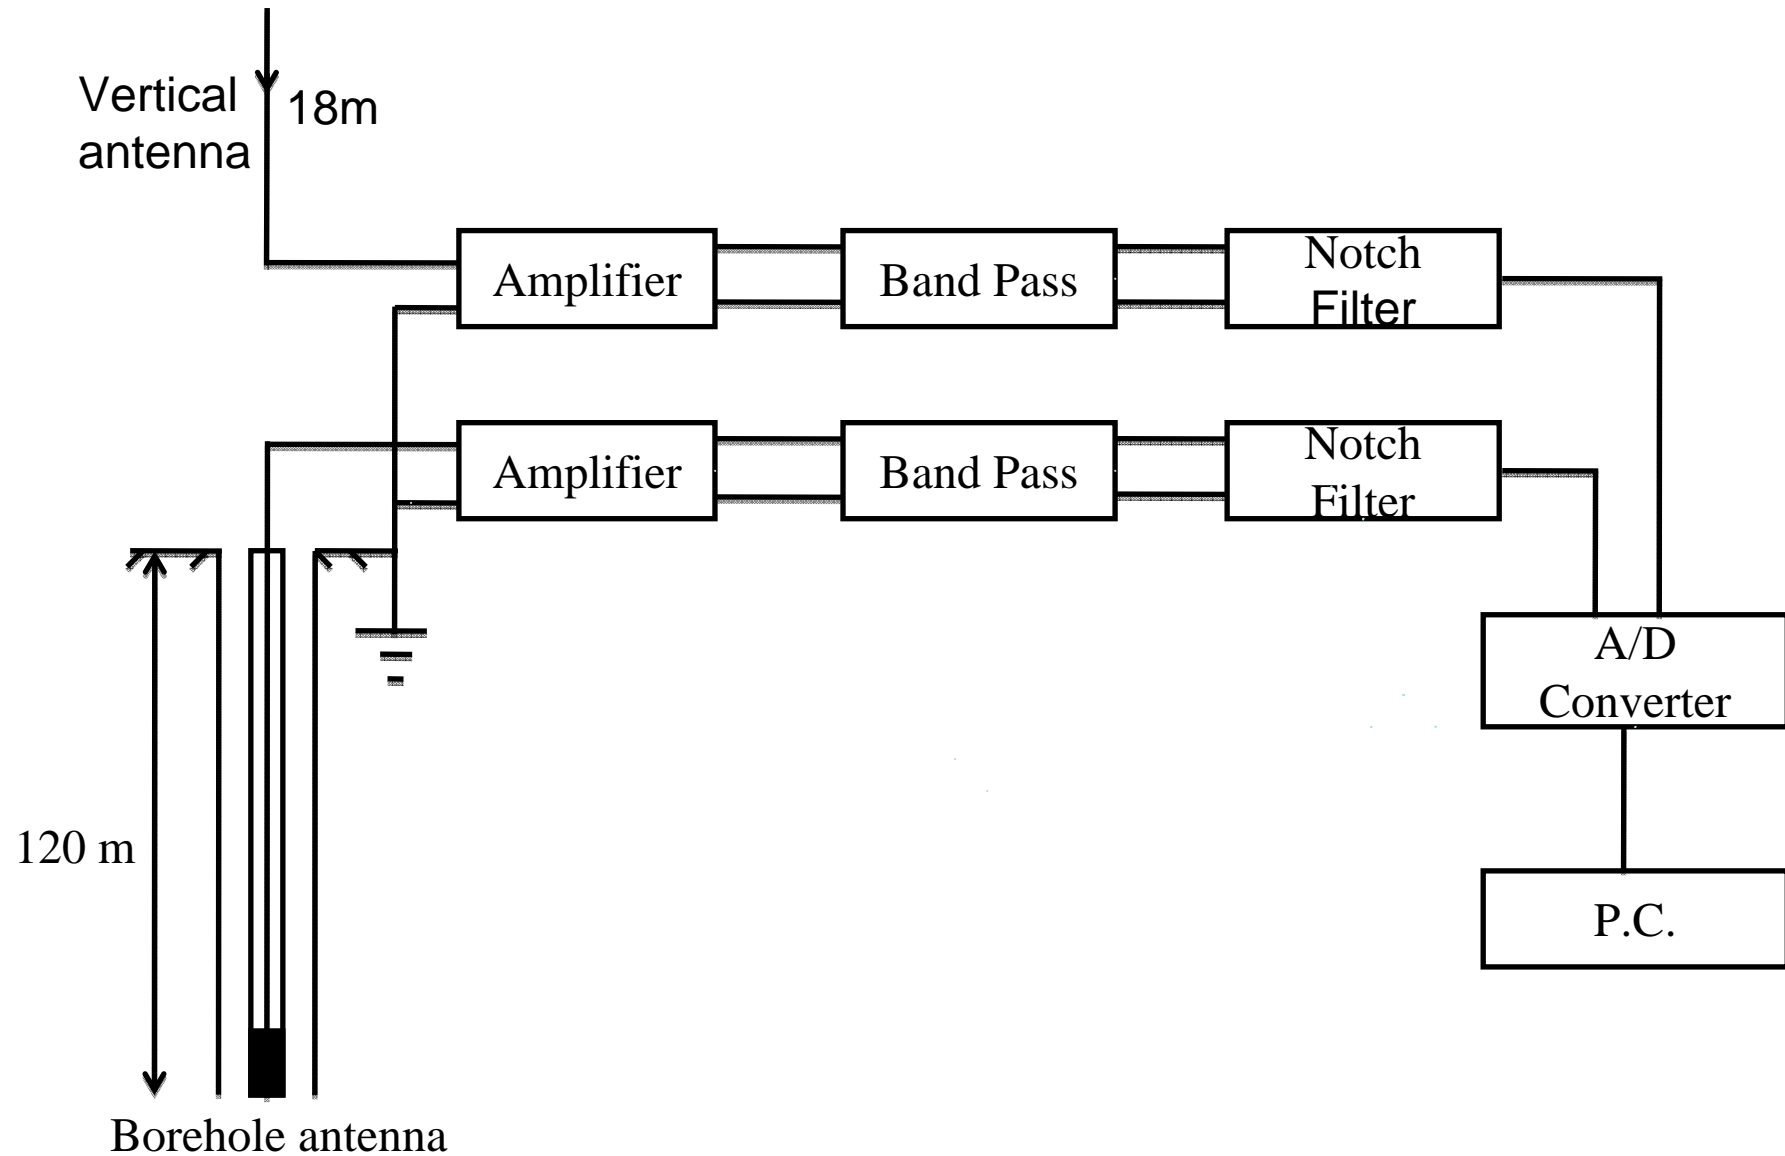 Vertical
antenna
18m
Amplifier
Band Pass
Notch
Filter
Amplifier
Band Pass
Notch
Filter
A/D
Converter
120 m
P.C.
Borehole antenna